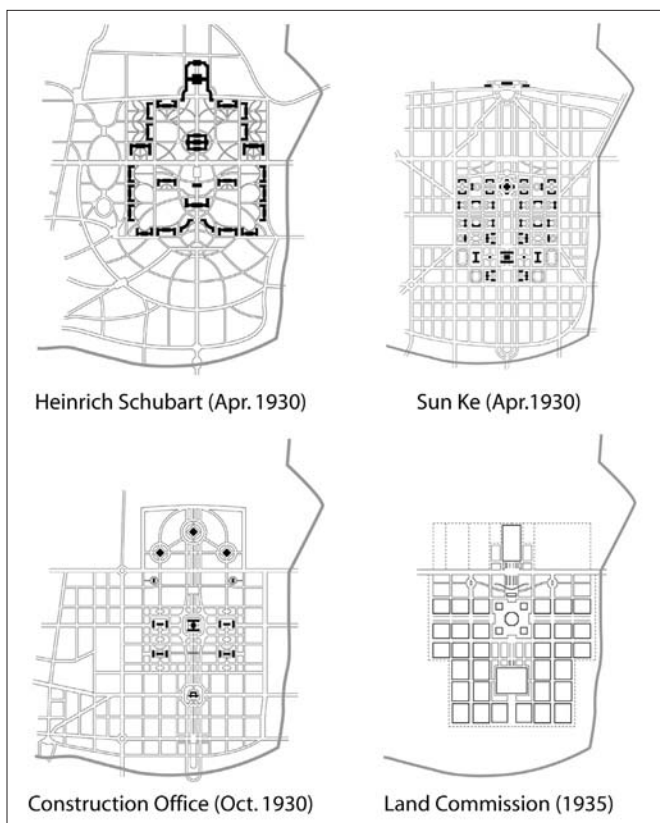 Heinrich Schubart (Apr. 1930)
Sun Ke (Apr.1930)
Construction Office (Oct. 1930)
Land Commission (1935)